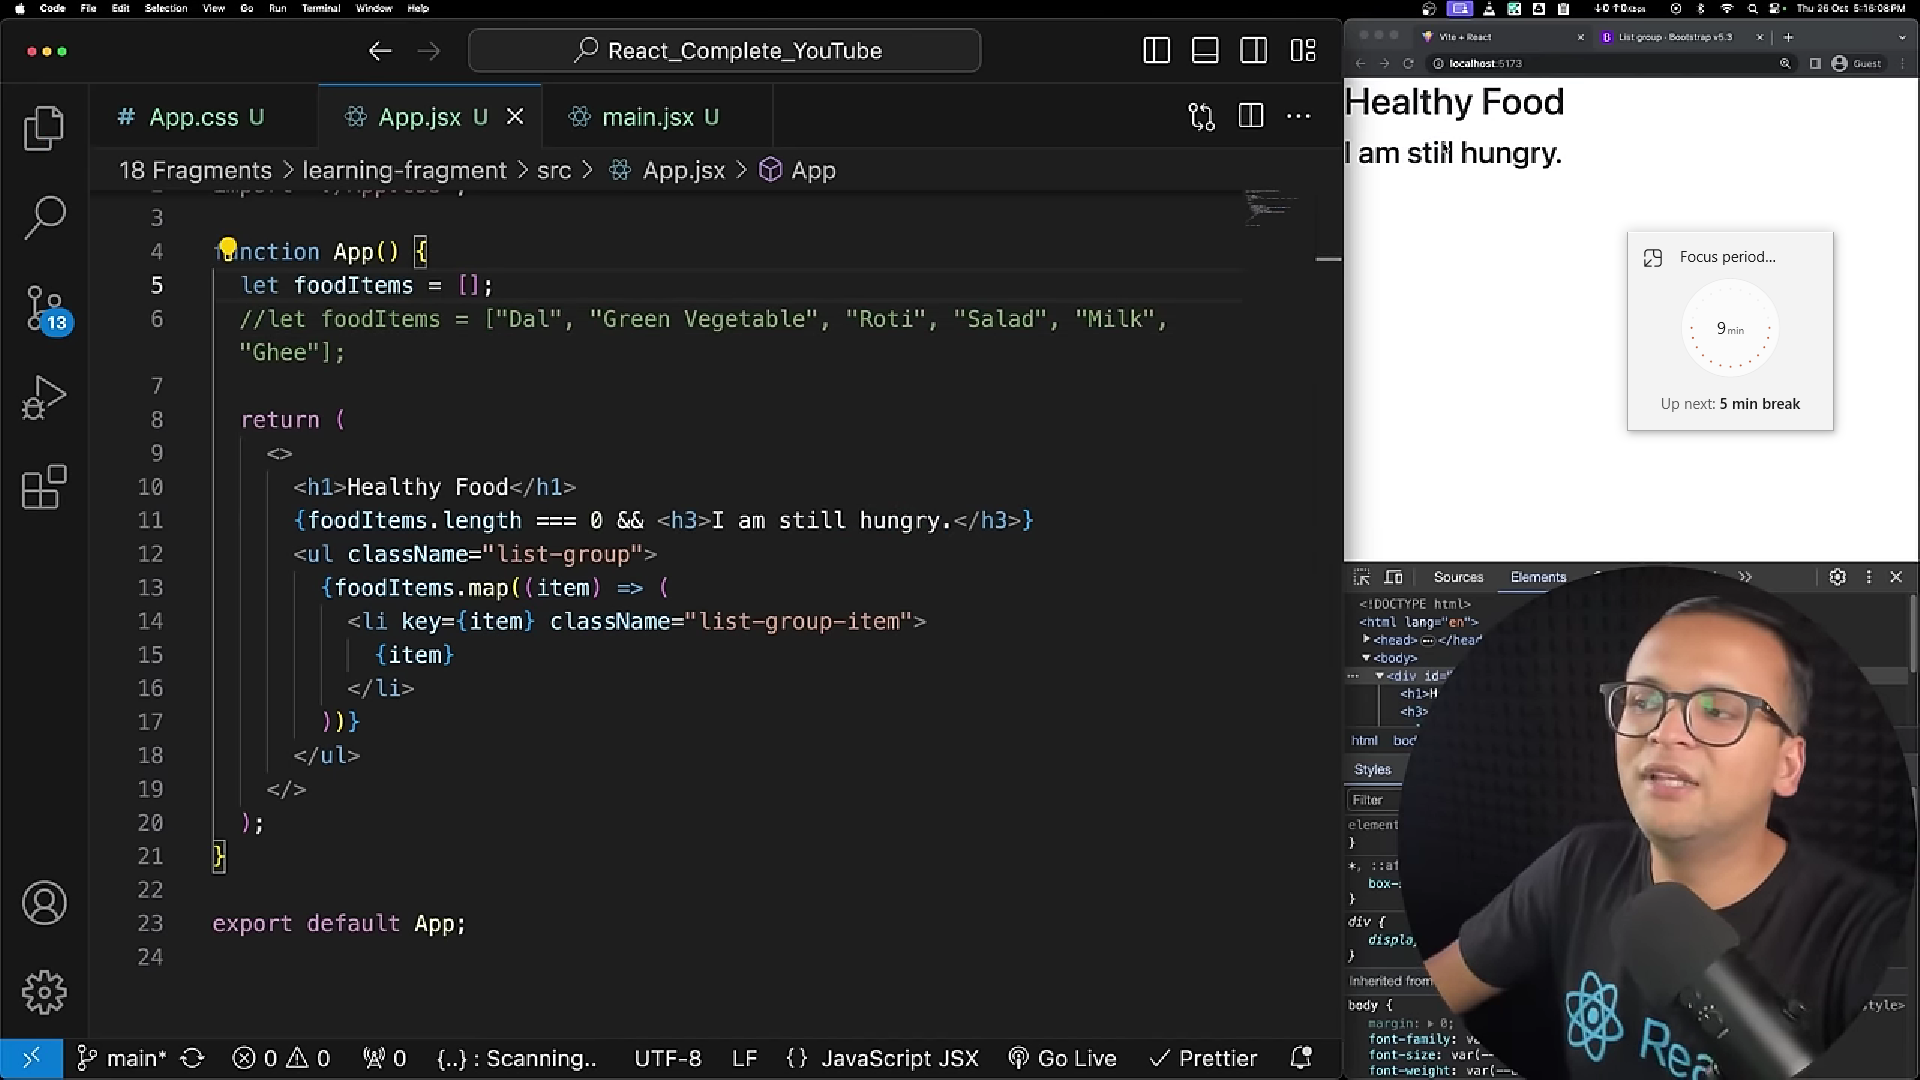 Code File Edit Selection View Go Run Terminal Window Help
Thu 26 Oct 5:16:08 PM
React_Complete_YouTube
# App.css U
App.jsx U
main.jsx U
18 Fragments > learning-fragment > src > App.jsx > App
3
4 function App() {
5 let foodItems = [];
6 //let foodItems = ["Dal", "Green Vegetable", "Roti", "Salad", "Milk",
"Ghee"];
7
8 return (
9 <>
10 <h1>Healthy Food</h1>
11 {foodItems.length === 0 && <h3>I am still hungry.</h3>}
12 <ul className="list-group">
13 {foodItems.map((item) => (
14 <li key={item} className="list-group-item">
15 {item}
16 </li>
17 ))}
18 </ul>
19 </>
20 );
21 }
22
23 export default App;
24
13
main* 0 0 0 {..} : Scanning.. UTF-8 LF {} JavaScript JSX Go Live Prettier
Vite + React
List group · Bootstrap v5.3
localhost:5173
Guest
Healthy Food
I am still hungry.
Focus period...
9 min
Up next: 5 min break
Sources Elements
<!DOCTYPE html>
<html lang="en">
<head> </head
<body>
<div id="
<h1>H
<h3>
html
Styles
Filter
element
}
box-
}
div {
displa
}
Inherited from
style>
body {
margin: 0;
font-family: va
font-size: var(--
font-weight: var(--
Rea